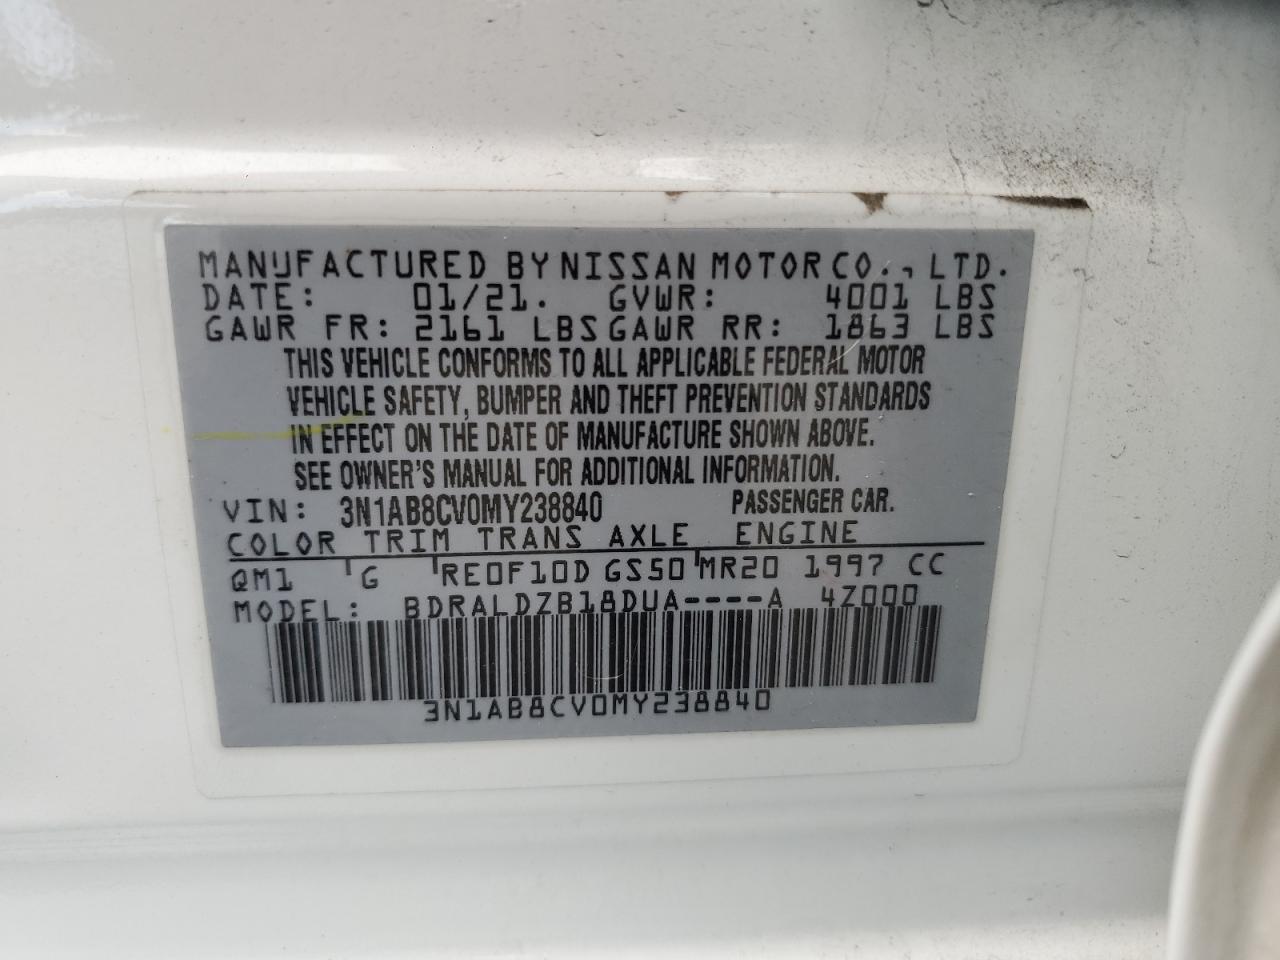 MANUFACTURED BY NISSAN MOTOR CO., LTD.
DATE: 01/21. GVWR: 4001 LBS
GAWR FR: 2161 LBS GAWR RR: 1863 LBS
THIS VEHICLE CONFORMS TO ALL APPLICABLE FEDERAL MOTOR
VEHICLE SAFETY, BUMPER AND THEFT PREVENTION STANDARDS
IN EFFECT ON THE DATE OF MANUFACTURE SHOWN ABOVE.
SEE OWNER'S MANUAL FOR ADDITIONAL INFORMATION.
VIN: 3N1AB8CV0MY238840 PASSENGER CAR.
COLOR TRIM TRANS AXLE ENGINE
QM1 G RE0F10D GS50 MR20 1997 CC
MODEL: BDRALDZB18DUA----A 4Z000
3N1AB8CV0MY238840